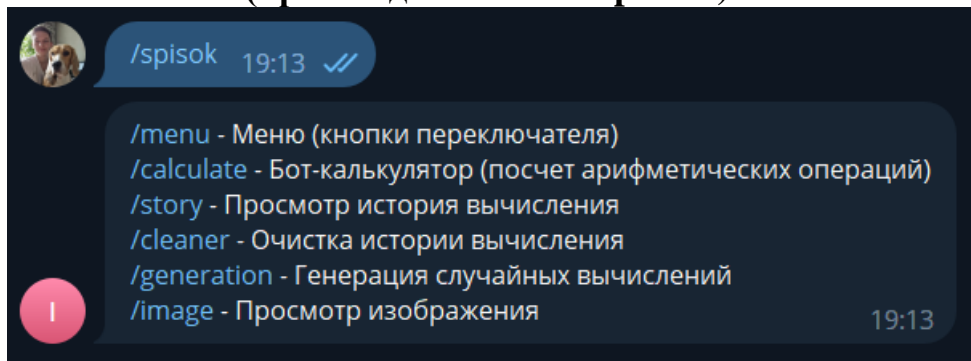 /spisok 19:13
/menu - Меню (кнопки переключателя)
/calculate - Бот-калькулятор (посчет арифметических операций)
/story - Просмотр история вычисления
/cleaner - Очистка истории вычисления
/generation - Генерация случайных вычислений
/image - Просмотр изображения
19:13
I